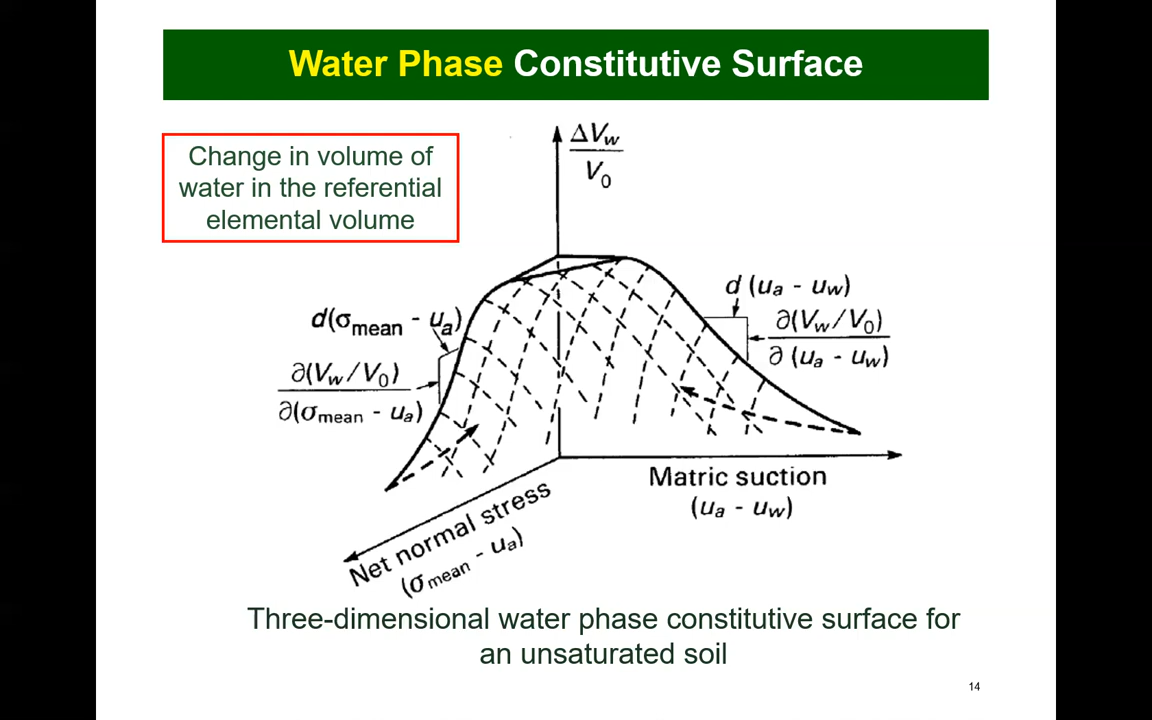 Water Phase Constitutive Surface
Change in volume of
water in the referential
elemental volume
ΔVw
V0
d (ua - uw)
∂(Vw/V0)
∂ (ua - uw)
d(σmean - ua)
∂(Vw/V0)
∂(σmean - ua)
Matric suction
(ua - uw)
Net normal stress
(σmean - ua)
Three-dimensional water phase constitutive surface for
an unsaturated soil
14